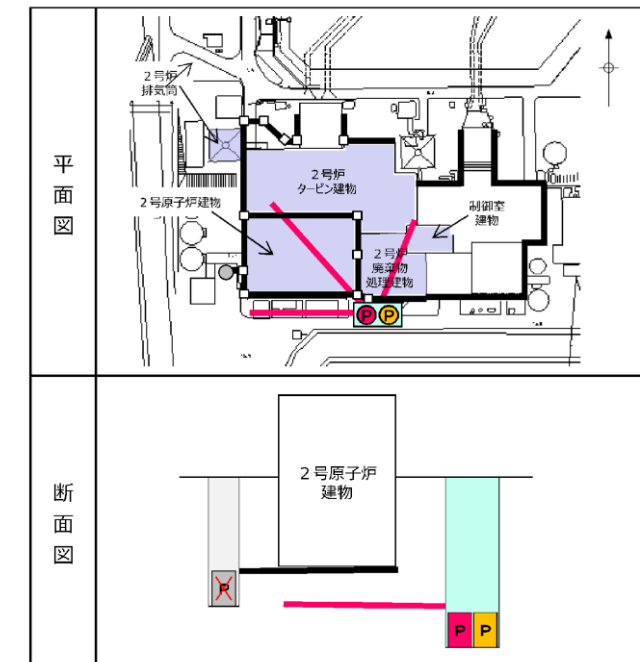 平面図
2号炉
排気筒
2号炉
タービン建物
2号原子炉建物
制御室
建物
2号炉
廃棄物
処理建物
P P
断面図
2号原子炉
建物
P
P P